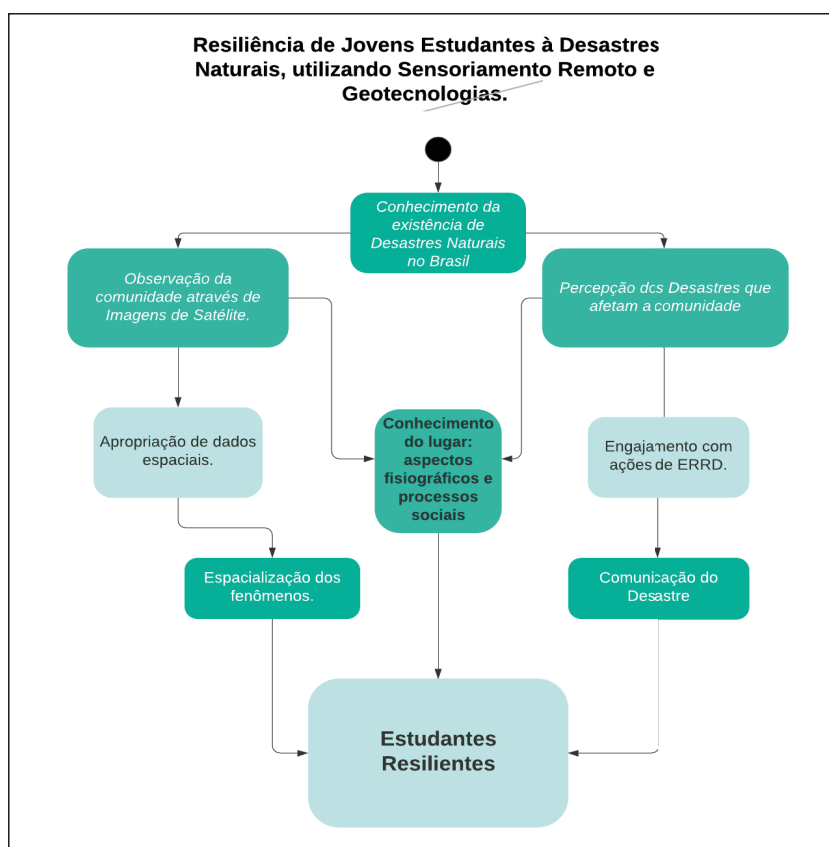 Resiliência de Jovens Estudantes à Desastres
Naturais, utilizando Sensoriamento Remoto e
Geotecnologias.
Conhecimento da
existência de
Desastres Naturais
no Brasil
Observação da
comunidade através de
Imagens de Satélite.
Percepção dos Desastres que
afetam a comunidade
Apropriação de dados
espaciais.
Conhecimento
do lugar:
aspectos
fisiográficos e
processos
sociais
Engajamento com
ações de ERRD.
Espacialização dos
fenômenos.
Comunicação do
Desastre
Estudantes
Resilientes